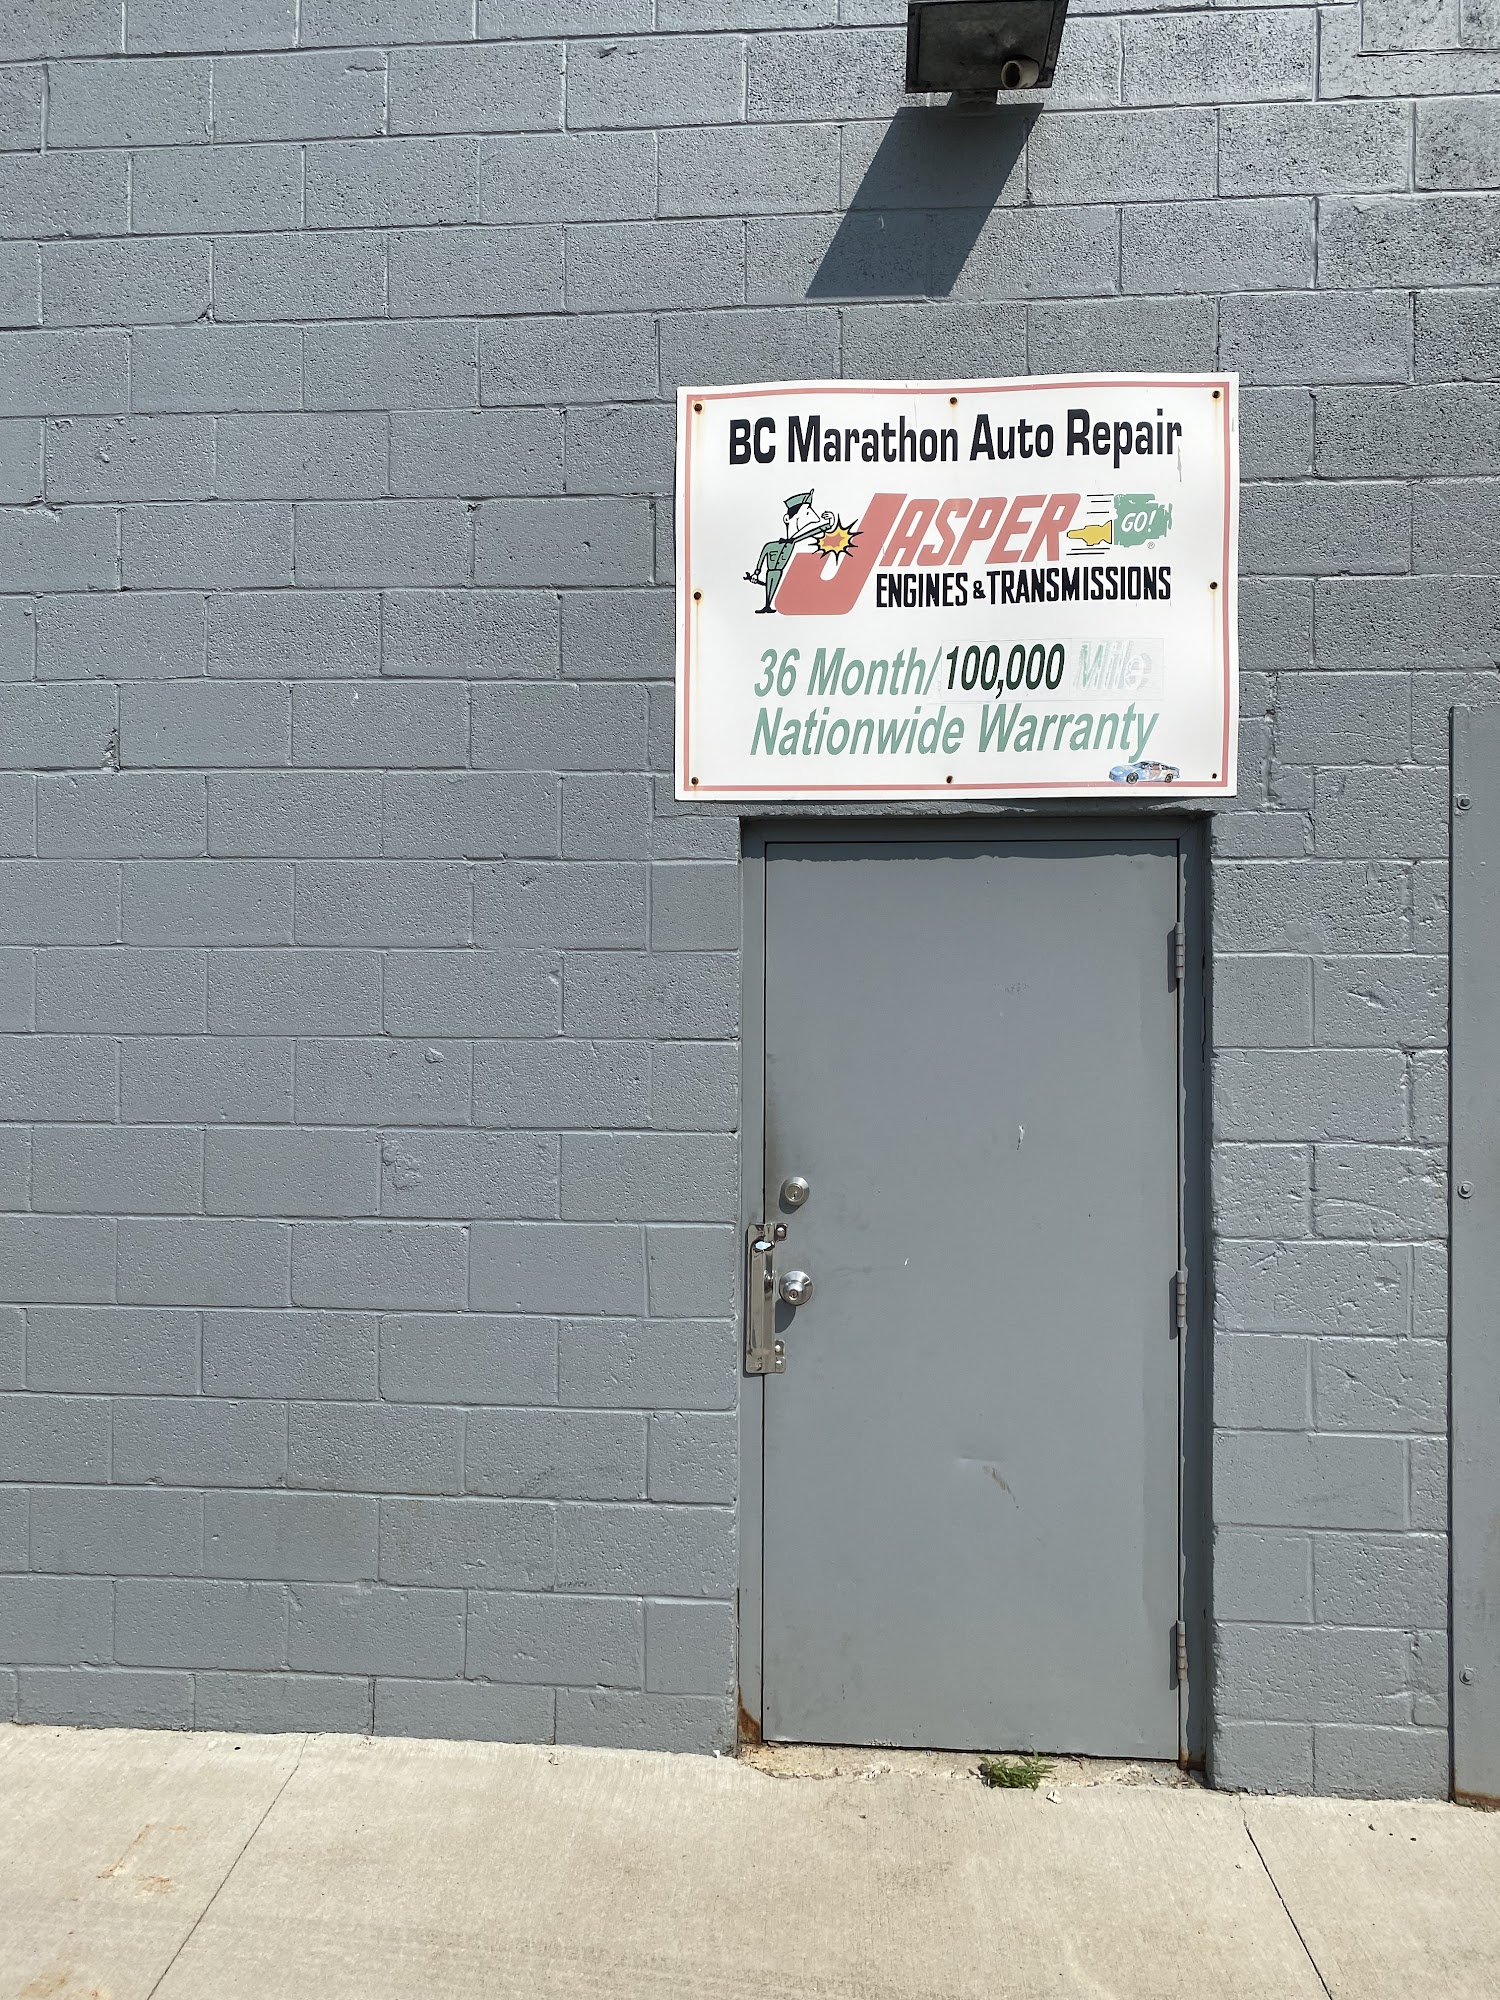 BC Marathon Auto Repair
JASPER GO!®
ENGINES & TRANSMISSIONS
36 Month/100,000 Mile
Nationwide Warranty